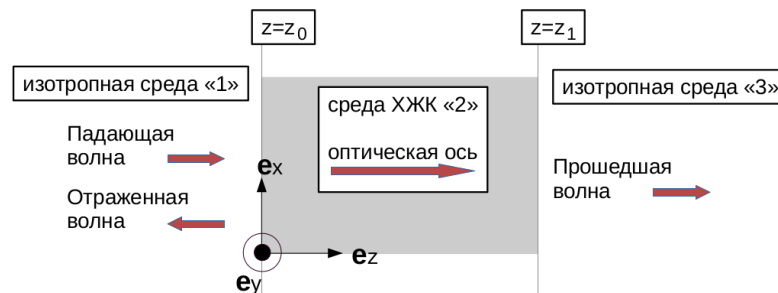 z=z0
z=z1
изотропная среда «1»
среда ХЖК «2»
оптическая ось
изотропная среда «3»
Падающая
волна
Отраженная
волна
Прошедшая
волна
ex
ez
ey